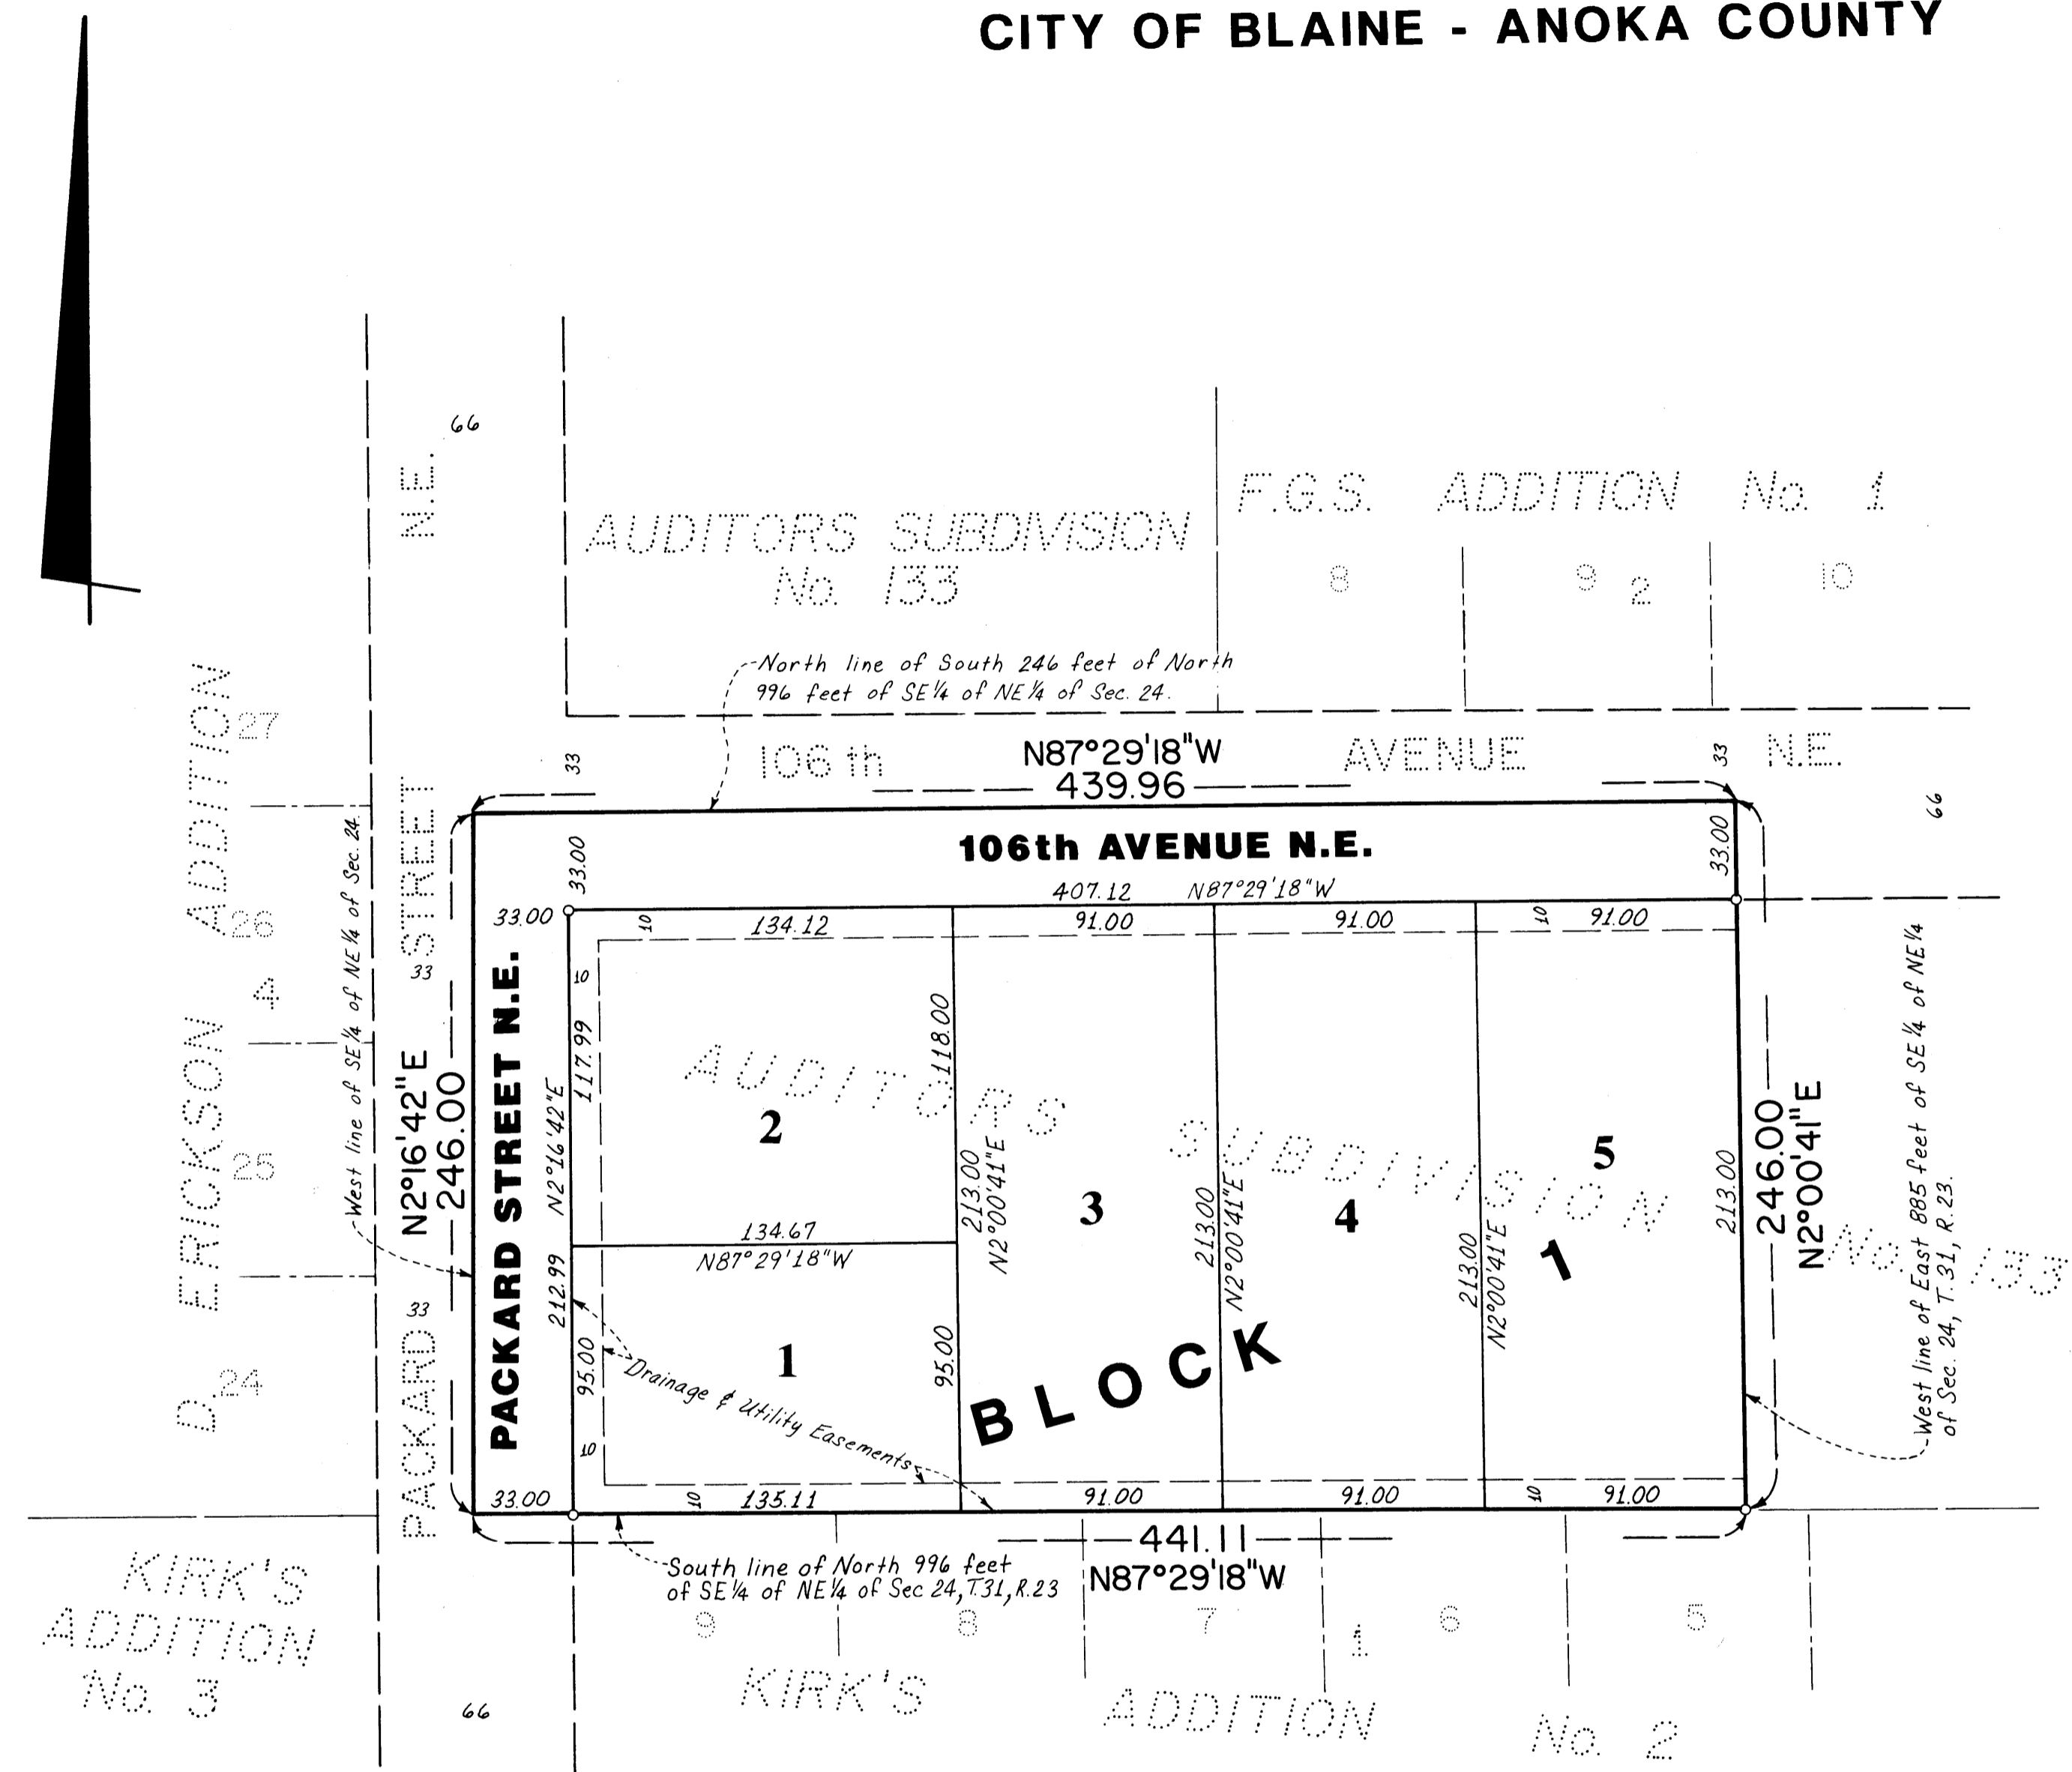 CITY OF BLAINE - ANOKA COUNTY
66
N.E.
AUDITORS SUBDIVISION
No. 133
F.G.S. ADDITION No. 1
8
9
2
10
North line of South 246 feet of North
996 feet of SE¼ of NE¼ of Sec. 24.
33
106 th
N87°29'18"W
439.96
AVENUE
33
N.E.
66
D. ERICKSON ADDITION
27
26
4
25
24
West line of SE¼ of NE¼ of Sec. 24.
PACKARD STREET
33
33
N2°16'42"E
246.00
106th AVENUE N.E.
33.00
33.00
407.12 N87°29'18"W
33.00
10
134.12
91.00
91.00
10
91.00
PACKARD STREET N.E.
10
117.99
N2°16'42"E
212.99
118.00
AUDITORS SUBDIVISION No. 133
2
134.67
N87°29'18"W
95.00
1
95.00
10
Drainage & Utility Easements
213.00
N2°00'41"E
3
213.00
N2°00'41"E
4
213.00
N2°00'41"E
5
213.00
BLOCK 1
246.00
N2°00'41"E
West line of East 885 feet of SE¼ of NE¼
of Sec. 24, T.31, R.23.
33.00
10
135.11
91.00
91.00
10
91.00
441.11
N87°29'18"W
South line of North 996 feet
of SE¼ of NE¼ of Sec 24, T.31, R.23
KIRK'S
ADDITION
No. 3
66
9
8
7
1
6
5
KIRK'S ADDITION No. 2